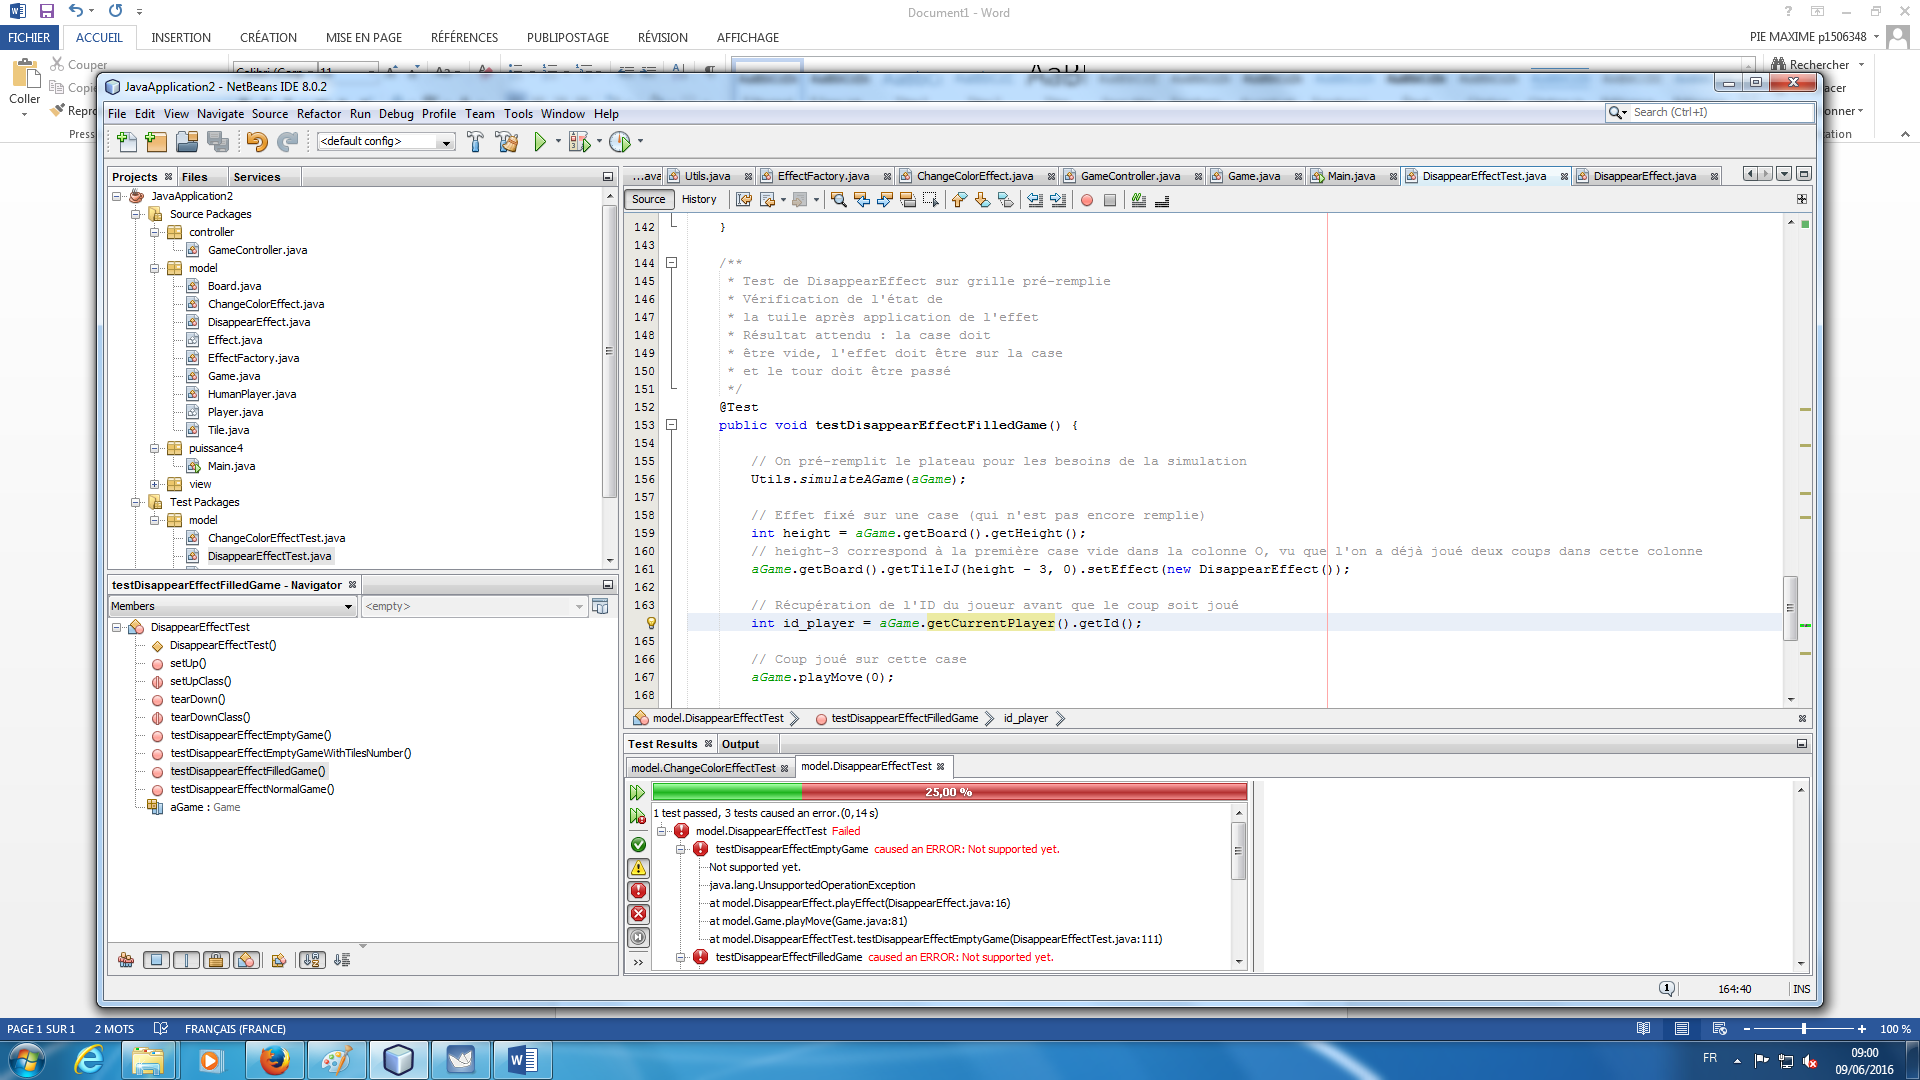 Document1 - Word
FICHIER
ACCUEIL
INSERTION
CRÉATION
MISE EN PAGE
RÉFÉRENCES
PUBLIPOSTAGE
RÉVISION
AFFICHAGE
PIE MAXIME p1506348
Couper
Coller
Rechercher
JavaApplication2 - NetBeans IDE 8.0.2
File Edit View Navigate Source Refactor Run Debug Profile Team Tools Window Help
Search (Ctrl+I)
<default config>
Projects
Files
Services
JavaApplication2
Source Packages
controller
GameController.java
model
Board.java
ChangeColorEffect.java
DisappearEffect.java
Effect.java
EffectFactory.java
Game.java
HumanPlayer.java
Player.java
Tile.java
puissance4
Main.java
view
Test Packages
model
ChangeColorEffectTest.java
DisappearEffectTest.java
testDisappearEffectFilledGame - Navigator
Members
<empty>
DisappearEffectTest
DisappearEffectTest()
setUp()
setUpClass()
tearDown()
tearDownClass()
testDisappearEffectEmptyGame()
testDisappearEffectEmptyGameWithTilesNumber()
testDisappearEffectFilledGame()
testDisappearEffectNormalGame()
aGame : Game
...ava
Utils.java
EffectFactory.java
ChangeColorEffect.java
GameController.java
Game.java
Main.java
DisappearEffectTest.java
DisappearEffect.java
Source
History
142 }
143
144 /**
145 * Test de DisappearEffect sur grille pré-remplie
146 * Vérification de l'état de
147 * la tuile après application de l'effet
148 * Résultat attendu : la case doit
149 * être vide, l'effet doit être sur la case
150 * et le tour doit être passé
151 */
152 @Test
153 public void testDisappearEffectFilledGame() {
154
155 // On pré-remplit le plateau pour les besoins de la simulation
156 Utils.simulateAGame(aGame);
157
158 // Effet fixé sur une case (qui n'est pas encore remplie)
159 int height = aGame.getBoard().getHeight();
160 // height-3 correspond à la première case vide dans la colonne O, vu que l'on a déjà joué deux coups dans cette colonne
161 aGame.getBoard().getTileIJ(height - 3, 0).setEffect(new DisappearEffect());
162
163 // Récupération de l'ID du joueur avant que le coup soit joué
int id_player = aGame.getCurrentPlayer().getId();
165
166 // Coup joué sur cette case
167 aGame.playMove(0);
168
model.DisappearEffectTest
testDisappearEffectFilledGame
id_player
Test Results
Output
model.ChangeColorEffectTest
model.DisappearEffectTest
25,00 %
1 test passed, 3 tests caused an error.(0,14 s)
model.DisappearEffectTest Failed
testDisappearEffectEmptyGame caused an ERROR: Not supported yet.
Not supported yet.
java.lang.UnsupportedOperationException
at model.DisappearEffect.playEffect(DisappearEffect.java:16)
at model.Game.playMove(Game.java:81)
at model.DisappearEffectTest.testDisappearEffectEmptyGame(DisappearEffectTest.java:111)
testDisappearEffectFilledGame caused an ERROR: Not supported yet.
1
164:40
INS
PAGE 1 SUR 1
2 MOTS
FRANÇAIS (FRANCE)
100 %
FR
09:00
09/06/2016